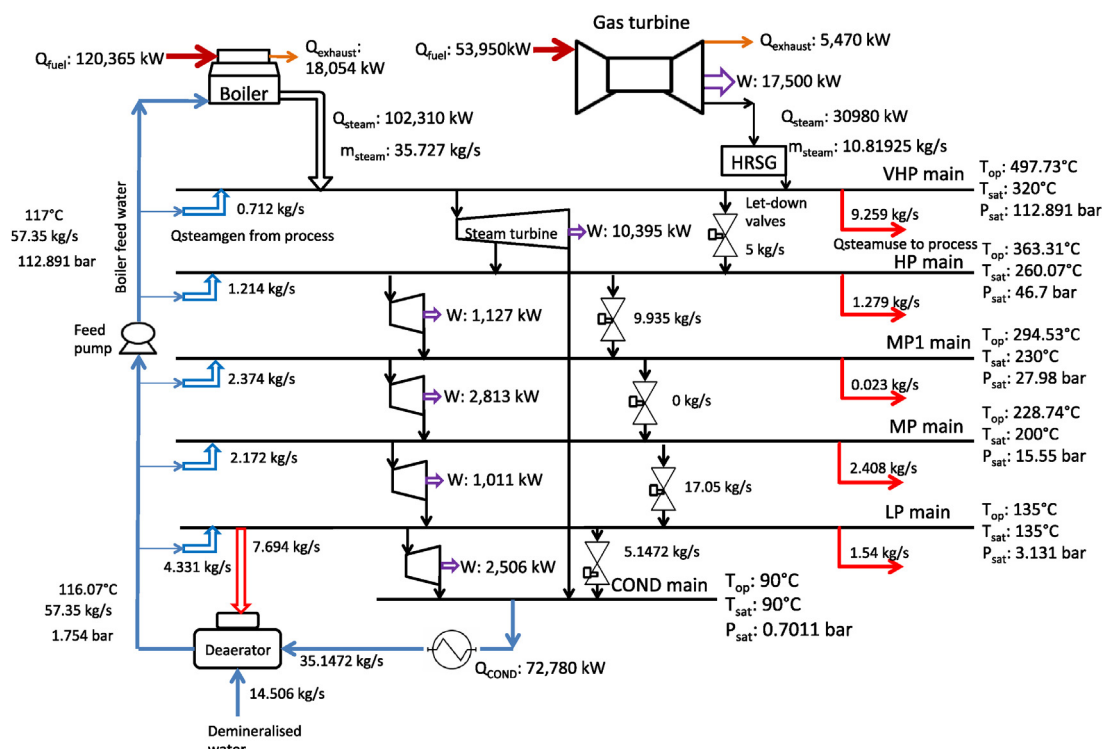 Gas turbine
Qfuel: 120,365 kW
Qexhaust:
18,054 kW
Boiler
Qfuel: 53,950kW
Qexhaust: 5,470 kW
W: 17,500 kW
Qsteam: 102,310 kW
msteam: 35.727 kg/s
Qsteam: 30980 kW
msteam: 10.81925 kg/s
HRSG
VHP main
Top: 497.73°C
Tsat: 320°C
Psat: 112.891 bar
117°C
57.35 kg/s
112.891 bar
Boiler feed water
0.712 kg/s
Qsteamgen from process
Steam turbine
W: 10,395 kW
Let-down
valves
5 kg/s
9.259 kg/s
Qsteamuse to process
HP main
Top: 363.31°C
Tsat: 260.07°C
Psat: 46.7 bar
1.214 kg/s
W: 1,127 kW
9.935 kg/s
1.279 kg/s
Feed
pump
MP1 main
Top: 294.53°C
Tsat: 230°C
Psat: 27.98 bar
2.374 kg/s
W: 2,813 kW
0 kg/s
0.023 kg/s
MP main
Top: 228.74°C
Tsat: 200°C
Psat: 15.55 bar
2.172 kg/s
W: 1,011 kW
17.05 kg/s
2.408 kg/s
LP main
Top: 135°C
Tsat: 135°C
Psat: 3.131 bar
4.331 kg/s
7.694 kg/s
W: 2,506 kW
5.1472 kg/s
1.54 kg/s
COND main
Top: 90°C
Tsat: 90°C
Psat: 0.7011 bar
116.07°C
57.35 kg/s
1.754 bar
Deaerator
35.1472 kg/s
QCOND: 72,780 kW
14.506 kg/s
Demineralised
water